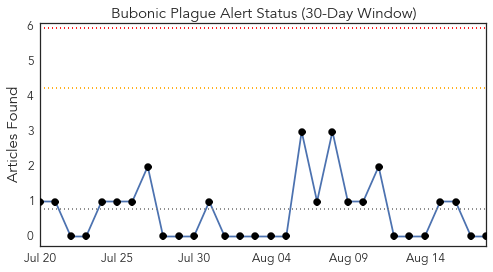 Bubonic Plague Alert Status (30-Day Window)
Articles Found
6
5
4
3
2
1
0
Jul 20 Jul 25 Jul 30 Aug 04 Aug 09 Aug 14